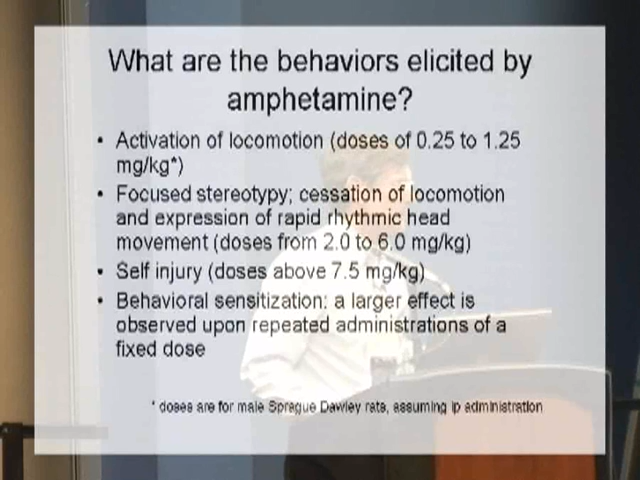 What are the behaviors elicited by
amphetamine?
• Activation of locomotion (doses of 0.25 to 1.25
mg/kg*)
• Focused stereotypy; cessation of locomotion
and expression of rapid rhythmic head
movement (doses from 2.0 to 6.0 mg/kg)
• Self injury (doses above 7.5 mg/kg)
• Behavioral sensitization: a larger effect is
observed upon repeated administrations of a
fixed dose
* doses are for male Sprague Dawley rats, assuming ip administration